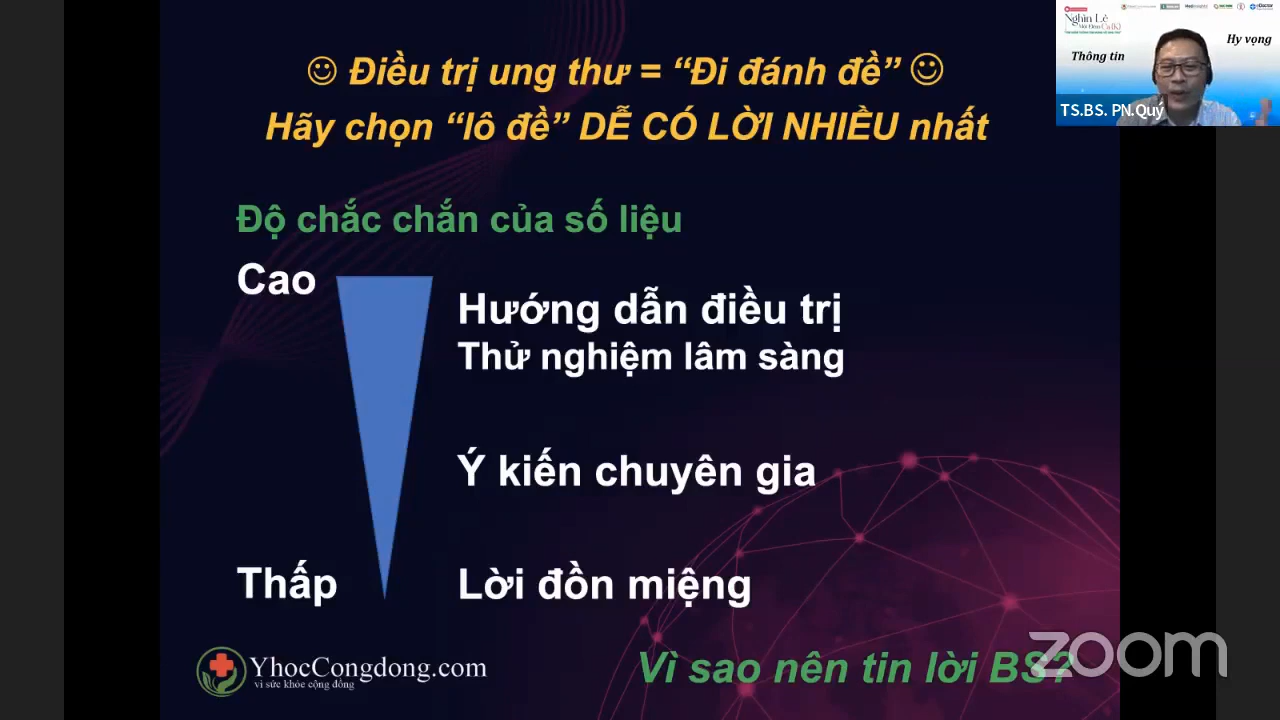 ☺ Điều trị ung thư = “Đi đánh đề” ☺
Hãy chọn “lô đề” DỄ CÓ LỜI NHIỀU nhất
Nghìn Lẻ
Thông tin
Hy vọng
TS.BS. PN.Quý
Độ chắc chắn của số liệu
Cao
Hướng dẫn điều trị
Thử nghiệm lâm sàng
Ý kiến chuyên gia
Thấp
Lời đồn miệng
YhocCongdong.com
vì sức khỏe cộng đồng
Vì sao nên tin lời BS?
zoom